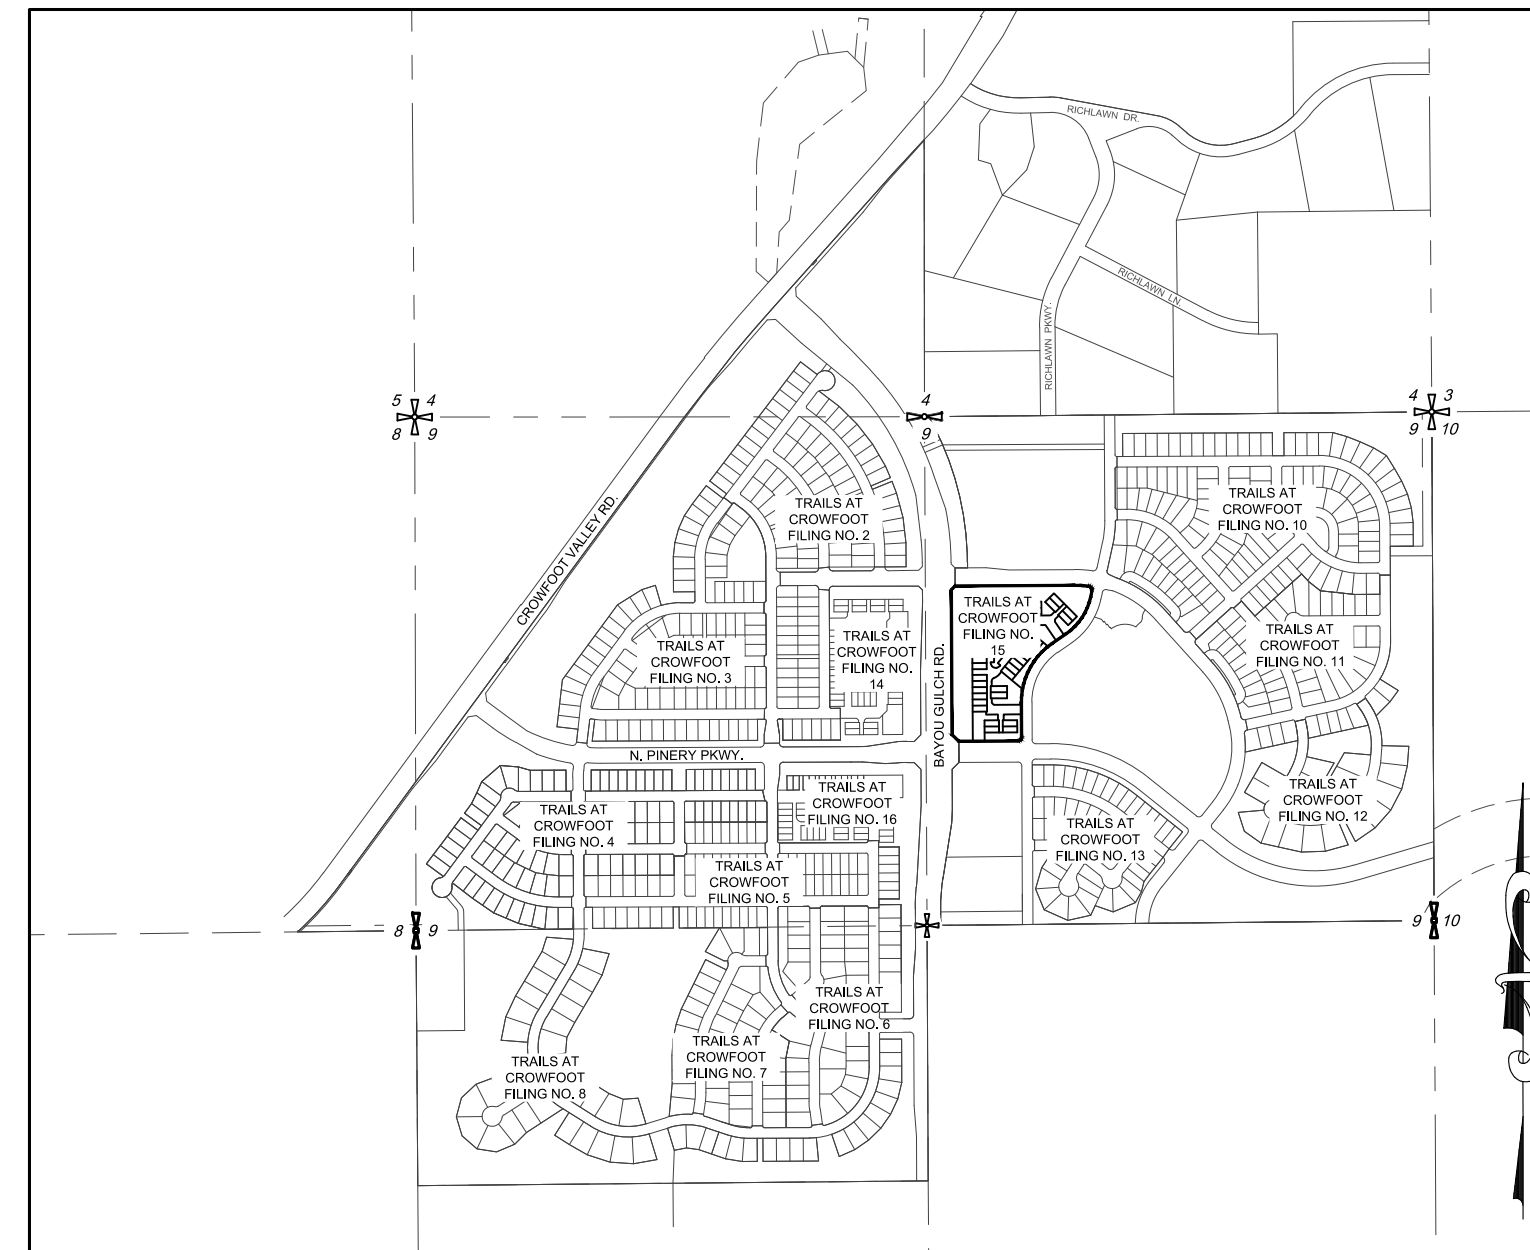 RICHLAWN DR.
RICHLAWN LN.
RICHLAWN PKWY.
5 4
8 9
4
9
4 3
9 10
CROWFOOT VALLEY RD.
TRAILS AT
CROWFOOT
FILING NO. 2
TRAILS AT
CROWFOOT
FILING NO. 10
TRAILS AT
CROWFOOT
FILING NO. 3
TRAILS AT
CROWFOOT
FILING NO.
14
BAYOU GULCH RD.
TRAILS AT
CROWFOOT
FILING NO.
15
TRAILS AT
CROWFOOT
FILING NO. 11
N. PINERY PKWY.
TRAILS AT
CROWFOOT
FILING NO. 4
TRAILS AT
CROWFOOT
FILING NO. 16
TRAILS AT
CROWFOOT
FILING NO. 12
TRAILS AT
CROWFOOT
FILING NO. 13
TRAILS AT
CROWFOOT
FILING NO. 5
8 9
9 10
TRAILS AT
CROWFOOT
FILING NO. 6
TRAILS AT
CROWFOOT
FILING NO. 7
TRAILS AT
CROWFOOT
FILING NO. 8